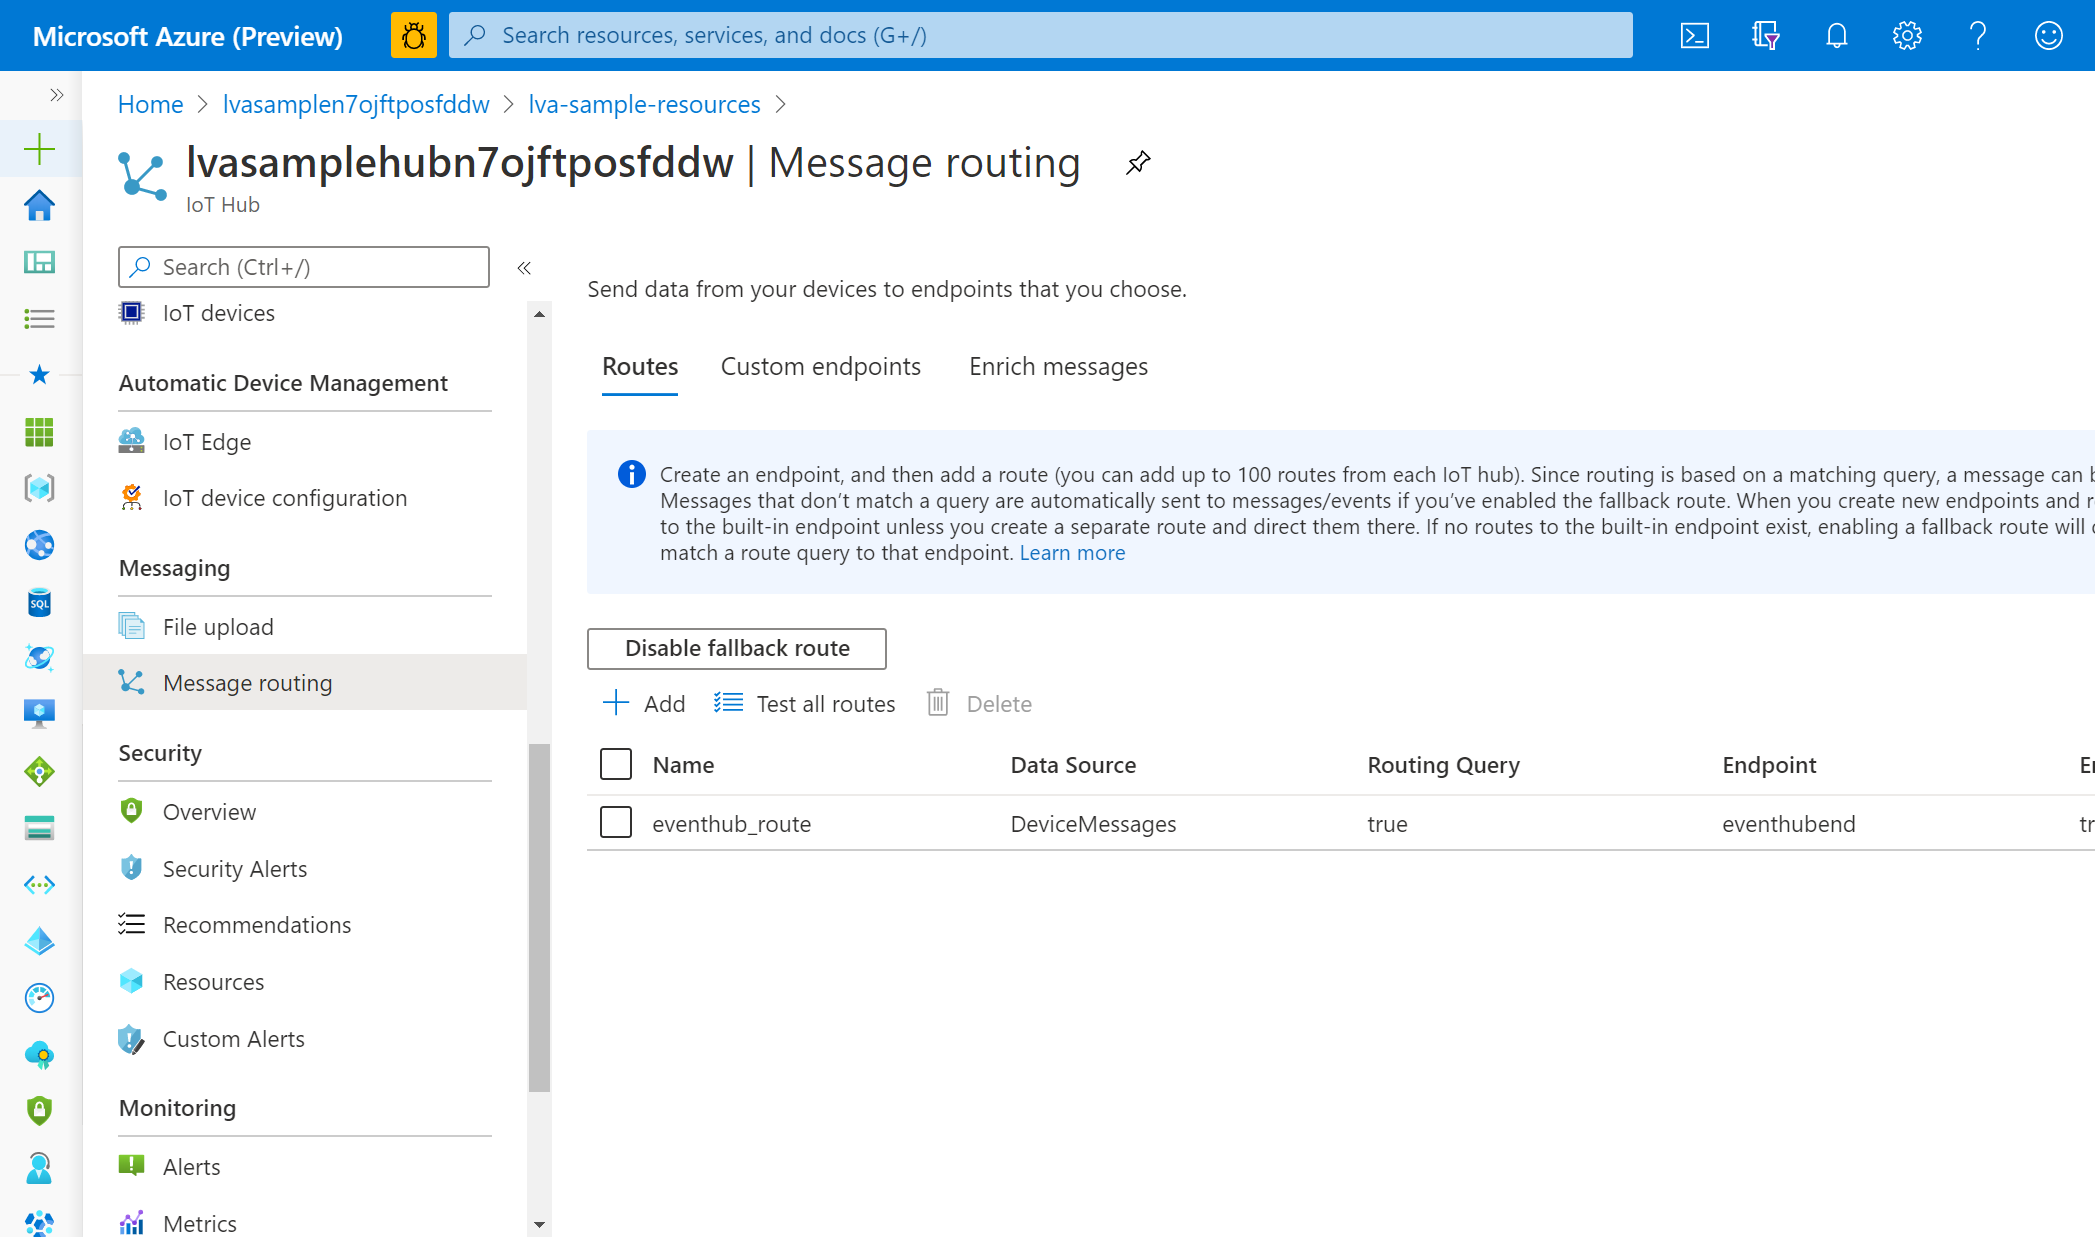 Microsoft Azure (Preview)
Search resources, services, and docs (G+/)
Home > lvasamplen7ojftposfddw > lva-sample-resources >
lvasamplehubn7ojftposfddw | Message routing
IoT Hub
Search (Ctrl+/)
IoT devices
Automatic Device Management
IoT Edge
IoT device configuration
Messaging
File upload
Message routing
Security
Overview
Security Alerts
Recommendations
Resources
Custom Alerts
Monitoring
Alerts
Metrics
Send data from your devices to endpoints that you choose.
Routes
Custom endpoints
Enrich messages
Create an endpoint, and then add a route (you can add up to 100 routes from each IoT hub). Since routing is based on a matching query, a message can
Messages that don't match a query are automatically sent to messages/events if you've enabled the fallback route. When you create new endpoints and
to the built-in endpoint unless you create a separate route and direct them there. If no routes to the built-in endpoint exist, enabling a fallback route will
match a route query to that endpoint. Learn more
Disable fallback route
Add
Test all routes
Delete
Name Data Source Routing Query Endpoint
eventhub_route DeviceMessages true eventhubend
SQL